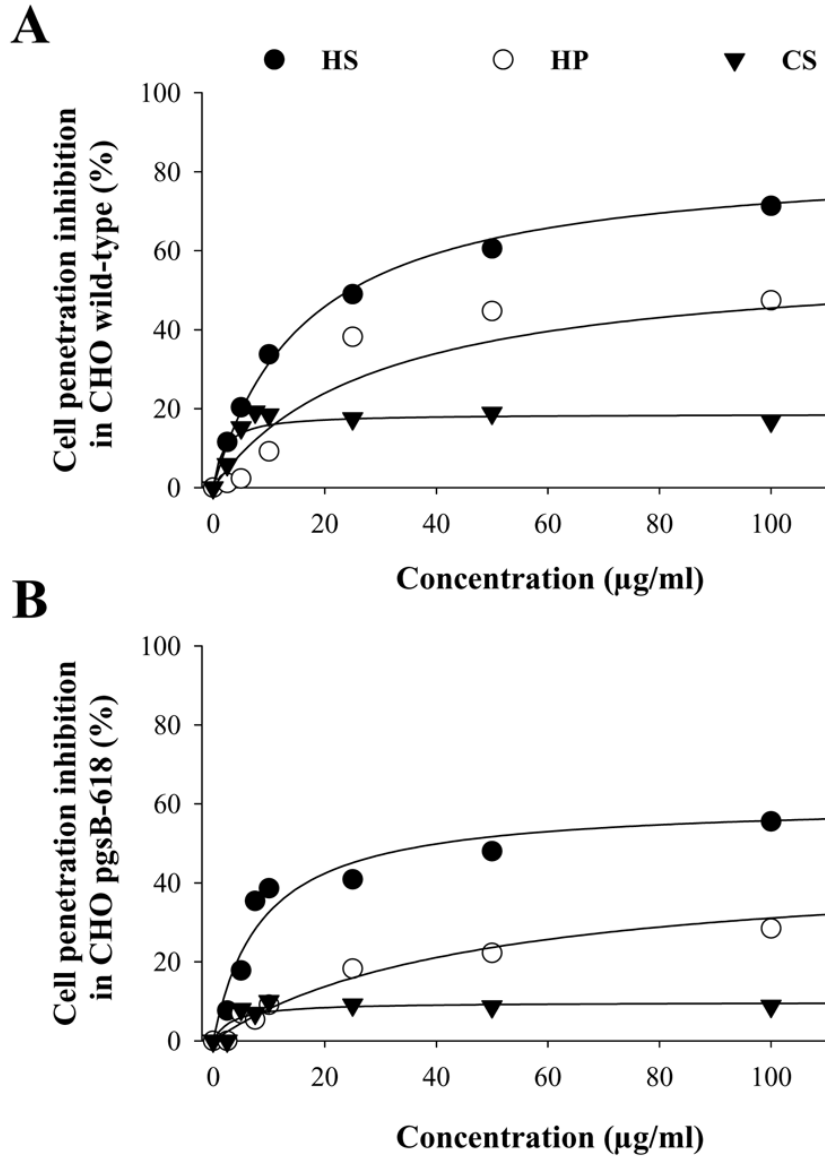 A
HS HP CS
100
80
60
40
20
0
Cell penetration inhibition
in CHO wild-type (%)
0 20 40 60 80 100
Concentration (µg/ml)
B
100
80
60
40
20
0
Cell penetration inhibition
in CHO pgsB-618 (%)
0 20 40 60 80 100
Concentration (µg/ml)